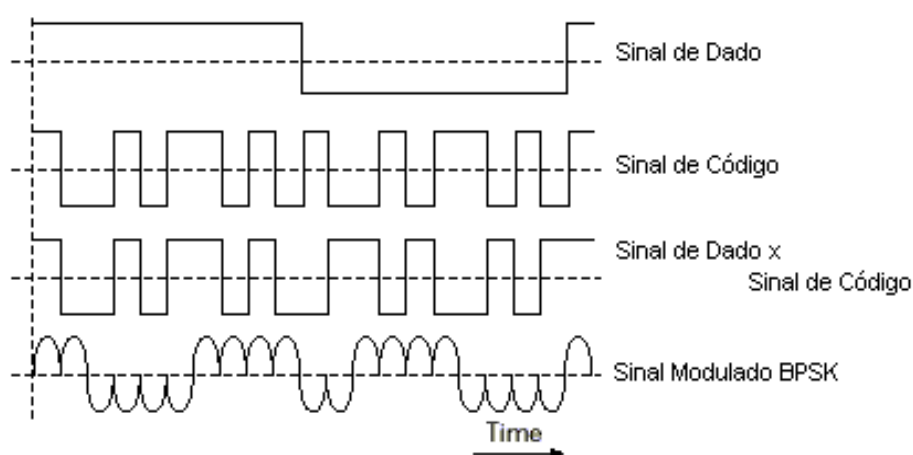 Sinal de Dado
Sinal de Código
Sinal de Dado x
Sinal de Código
Sinal Modulado BPSK
Time